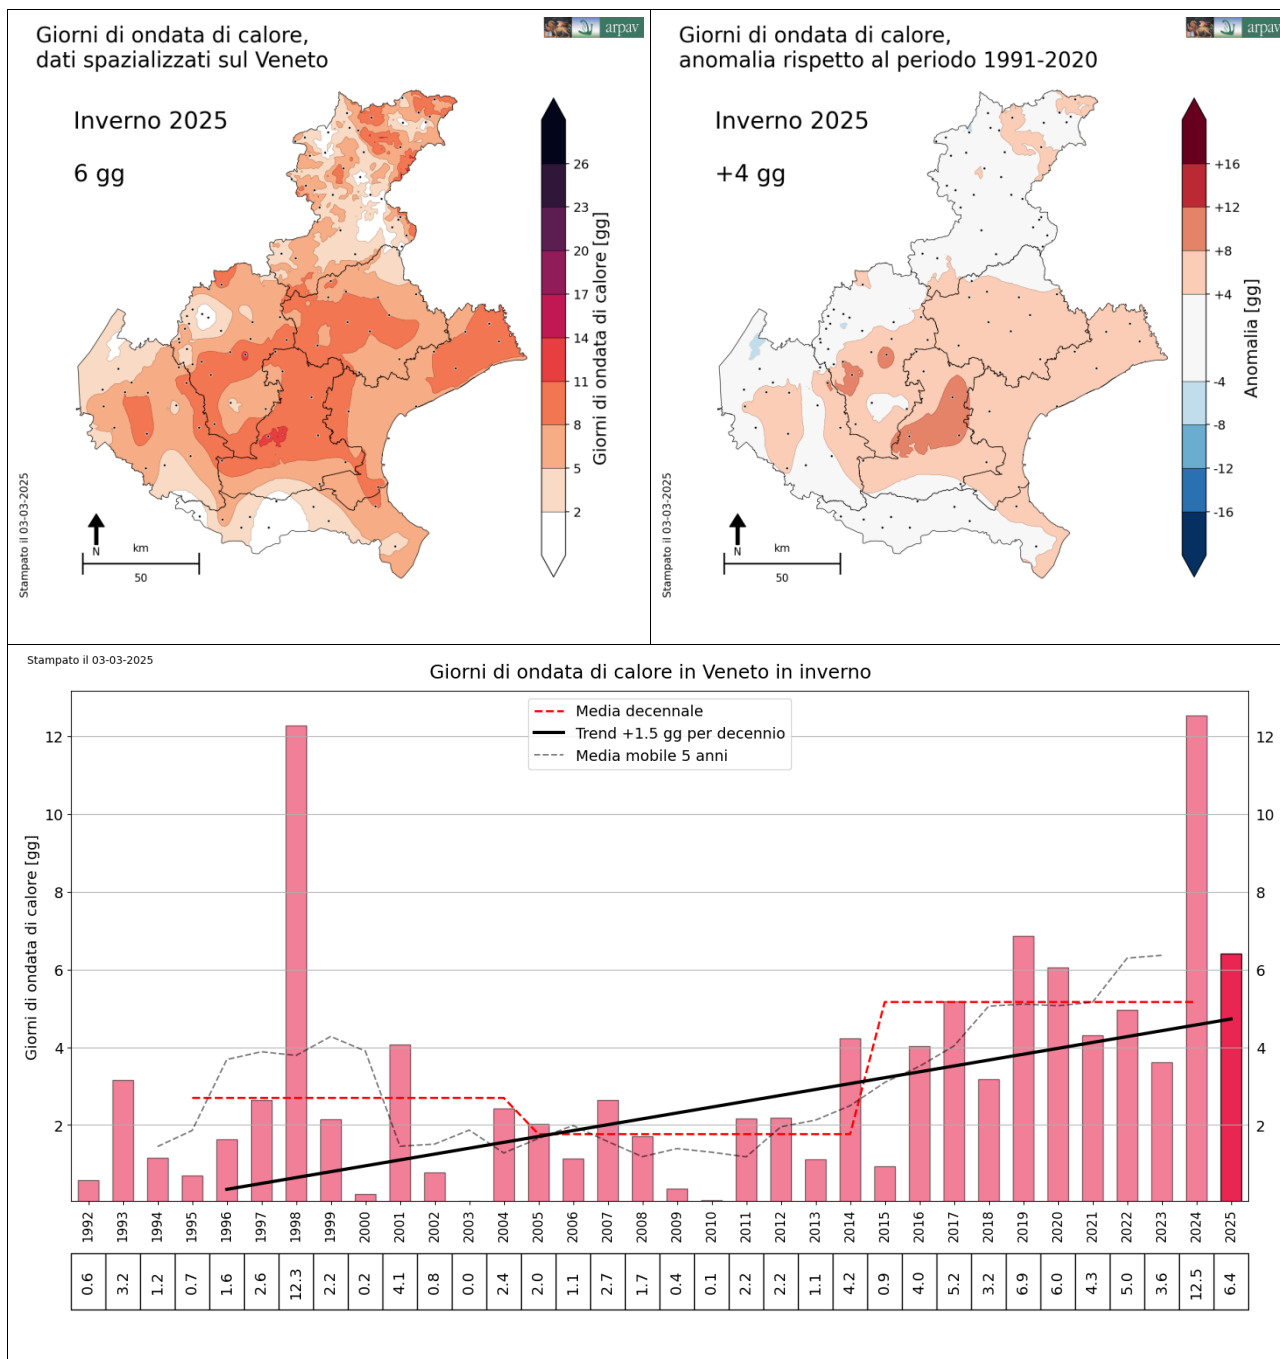 Giorni di ondata di calore,
dati spazializzati sul Veneto
arpav
Inverno 2025
6 gg
26
23
20
17
14
11
8
5
2
Giorni di ondata di calore [gg]
N
km
50
Stampato il 03-03-2025
Giorni di ondata di calore,
anomalia rispetto al periodo 1991-2020
arpav
Inverno 2025
+4 gg
+16
+12
+8
+4
-4
-8
-12
-16
Anomalia [gg]
N
km
50
Stampato il 03-03-2025
Stampato il 03-03-2025
Giorni di ondata di calore in Veneto in inverno
Media decennale
Trend +1.5 gg per decennio
Media mobile 5 anni
Giorni di ondata di calore [gg]
12
10
8
6
4
2
12
10
8
6
4
2
1992 1993 1994 1995 1996 1997 1998 1999 2000 2001 2002 2003 2004 2005 2006 2007 2008 2009 2010 2011 2012 2013 2014 2015 2016 2017 2018 2019 2020 2021 2022 2023 2024 2025
0.6 3.2 1.2 0.7 1.6 2.6 12.3 2.2 0.2 4.1 0.8 0.0 2.4 2.0 1.1 2.7 1.7 0.4 0.1 2.2 2.2 1.1 4.2 0.9 4.0 5.2 3.2 6.9 6.0 4.3 5.0 3.6 12.5 6.4